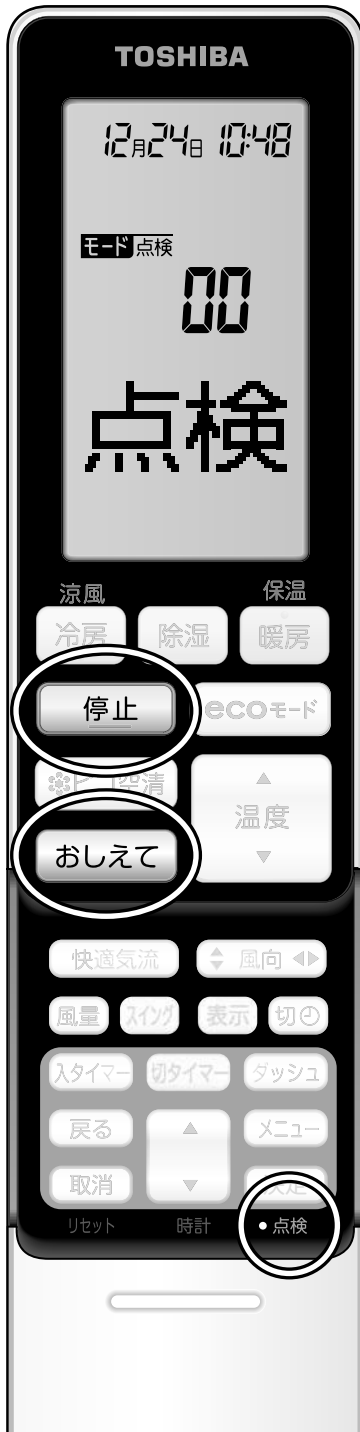 TOSHIBA
12月24日 10:48
モード 点検
00
点検
涼風 保温
冷房 除湿 暖房
停止 ecoモード
空清
温度
おしえて
快適気流 風向
風量 スイング 表示 切
入タイマー 切タイマー ダッシュ
戻る メニュー
取消 決定
リセット 時計 点検